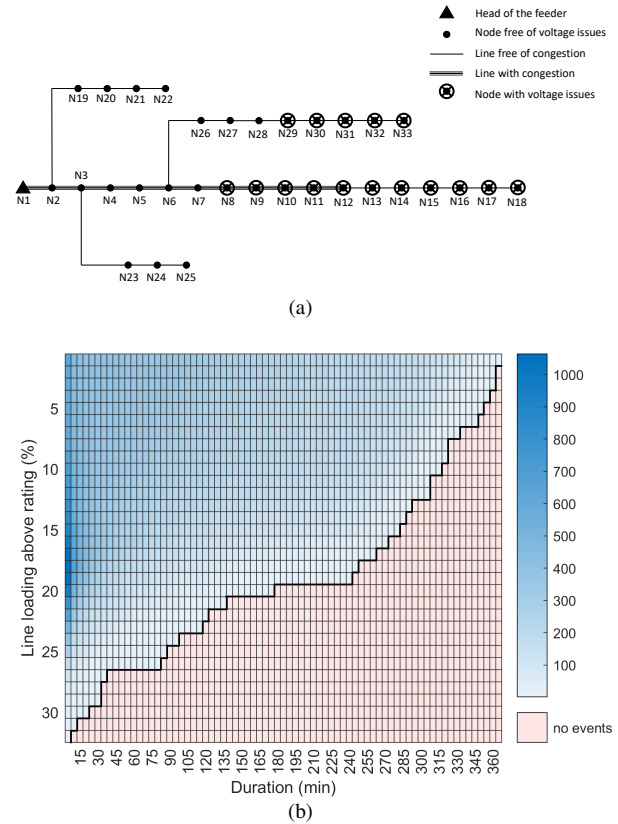 Head of the feeder
Node free of voltage issues
Line free of congestion
Line with congestion
Node with voltage issues
N19 N20 N21 N22
N26 N27 N28 N29 N30 N31 N32 N33
N3
N1 N2 N4 N5 N6 N7 N8 N9 N10 N11 N12 N13 N14 N15 N16 N17 N18
N23 N24 N25
(a)
Line loading above rating (%)
5
10
15
20
25
30
15 30 45 60 75 90 105 120 135 150 165 180 195 210 225 240 255 270 285 300 315 330 345 360
Duration (min)
1000
900
800
700
600
500
400
300
200
100
no events
(b)